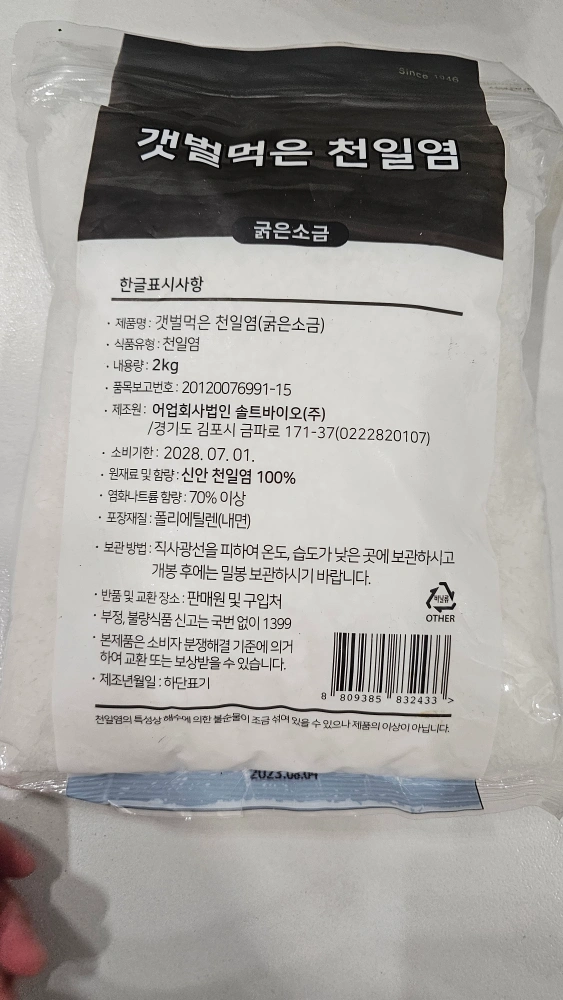 Since 1946
갯벌먹은 천일염
굵은소금
한글표시사항
· 제품명 : 갯벌먹은 천일염(굵은소금)
· 식품유형 : 천일염
· 내용량 : 2kg
· 품목보고번호 : 20120076991-15
· 제조원 : 어업회사법인 솔트바이오(주)
/경기도 김포시 금파로 171-37(0222820107)
· 소비기한 : 2028. 07. 01.
· 원재료 및 함량 : 신안 천일염 100%
· 염화나트륨 함량 : 70% 이상
· 포장재질 : 폴리에틸렌(내면)
· 보관 방법 : 직사광선을 피하여 온도, 습도가 낮은 곳에 보관하시고
개봉 후에는 밀봉 보관하시기 바랍니다.
· 반품 및 교환 장소 : 판매원 및 구입처
· 부정, 불량식품 신고는 국번 없이 1399
· 본제품은 소비자 분쟁해결 기준에 의거
하여 교환 또는 보상받을 수 있습니다.
· 제조년월일 : 하단표기
비닐류
OTHER
8 809385 832433 >
천일염의 특성상 해수에 의한 불순물이 조금 섞여 있을 수 있으나 제품의 이상이 아닙니다.
2023.08.04